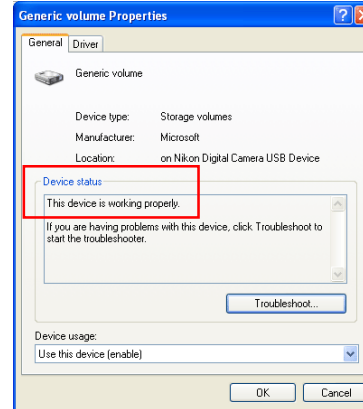 Generic volume Properties
General Driver
Generic volume
Device type: Storage volumes
Manufacturer: Microsoft
Location: on Nikon Digital Camera USB Device
Device status
This device is working properly.
If you are having problems with this device, click Troubleshoot to
start the troubleshooter.
Troubleshoot...
Device usage:
Use this device (enable)
OK Cancel